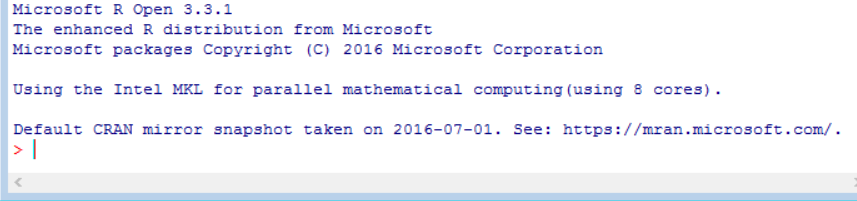 Microsoft R Open 3.3.1
The enhanced R distribution from Microsoft
Microsoft packages Copyright (C) 2016 Microsoft Corporation
Using the Intel MKL for parallel mathematical computing(using 8 cores).
Default CRAN mirror snapshot taken on 2016-07-01. See: https://mran.microsoft.com/.
>